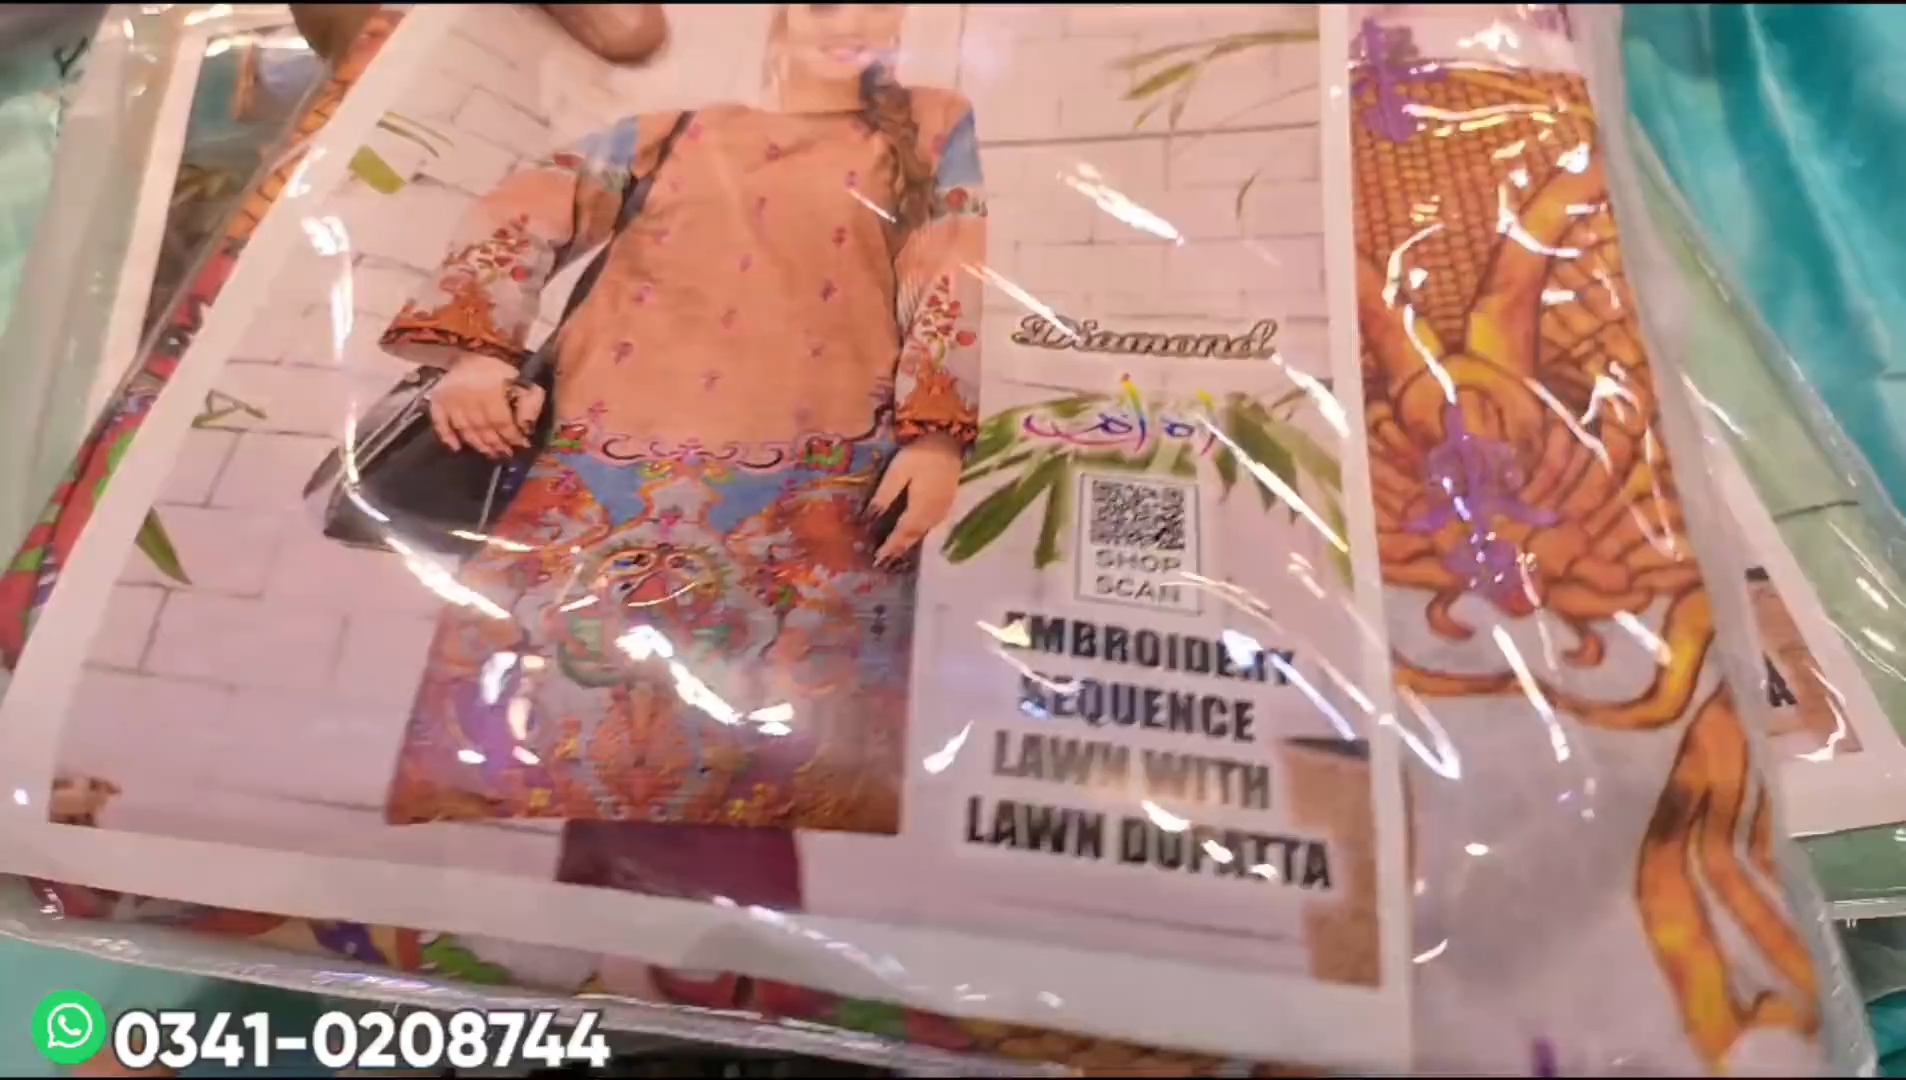 Diamond
SHOP
SCAN
EMBROIDERY
SEQUENCE
LAWN WITH
LAWN DUPATTA
A
0341-0208744